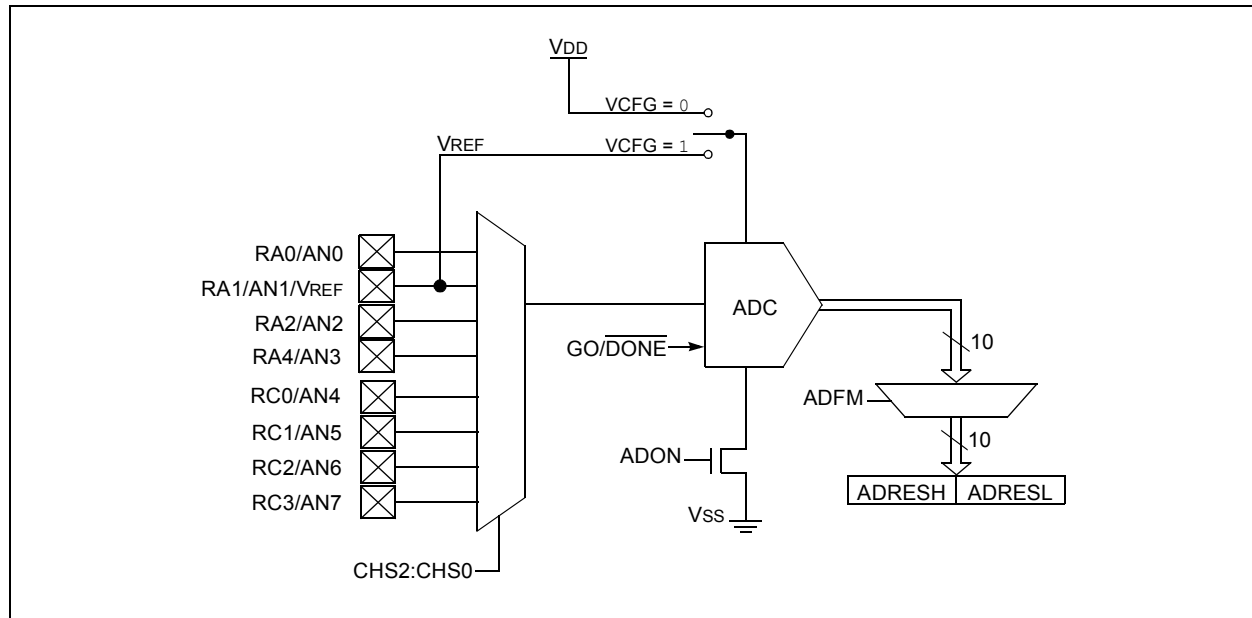 VDD
VCFG = 0
VREF
VCFG = 1
RA0/AN0
RA1/AN1/VREF
RA2/AN2
RA4/AN3
RC0/AN4
RC1/AN5
RC2/AN6
RC3/AN7
CHS2:CHS0
ADC
GO/DONE
ADON
VSS
10
ADFM
10
ADRESH ADRESL